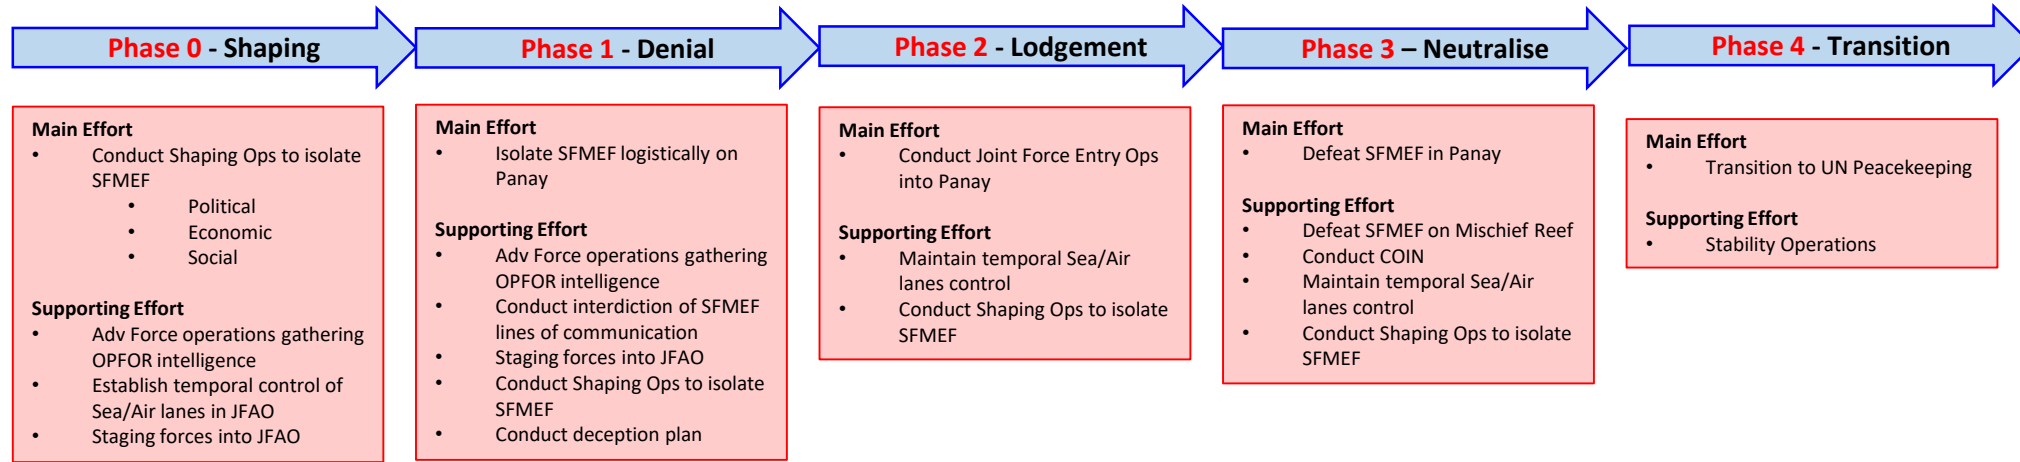 Phase 0 - Shaping
Phase 1 - Denial
Phase 2 - Lodgement
Phase 3 – Neutralise
Phase 4 - Transition
Main Effort
• Conduct Shaping Ops to isolate
SFMEF
• Political
• Economic
• Social
Supporting Effort
• Adv Force operations gathering
OPFOR intelligence
• Establish temporal control of
Sea/Air lanes in JFAO
• Staging forces into JFAO
Main Effort
• Isolate SFMEF logistically on
Panay
Supporting Effort
• Adv Force operations gathering
OPFOR intelligence
• Conduct interdiction of SFMEF
lines of communication
• Staging forces into JFAO
• Conduct Shaping Ops to isolate
SFMEF
• Conduct deception plan
Main Effort
• Conduct Joint Force Entry Ops
into Panay
Supporting Effort
• Maintain temporal Sea/Air
lanes control
• Conduct Shaping Ops to isolate
SFMEF
Main Effort
• Defeat SFMEF in Panay
Supporting Effort
• Defeat SFMEF on Mischief Reef
• Conduct COIN
• Maintain temporal Sea/Air
lanes control
• Conduct Shaping Ops to isolate
SFMEF
Main Effort
• Transition to UN Peacekeeping
Supporting Effort
• Stability Operations